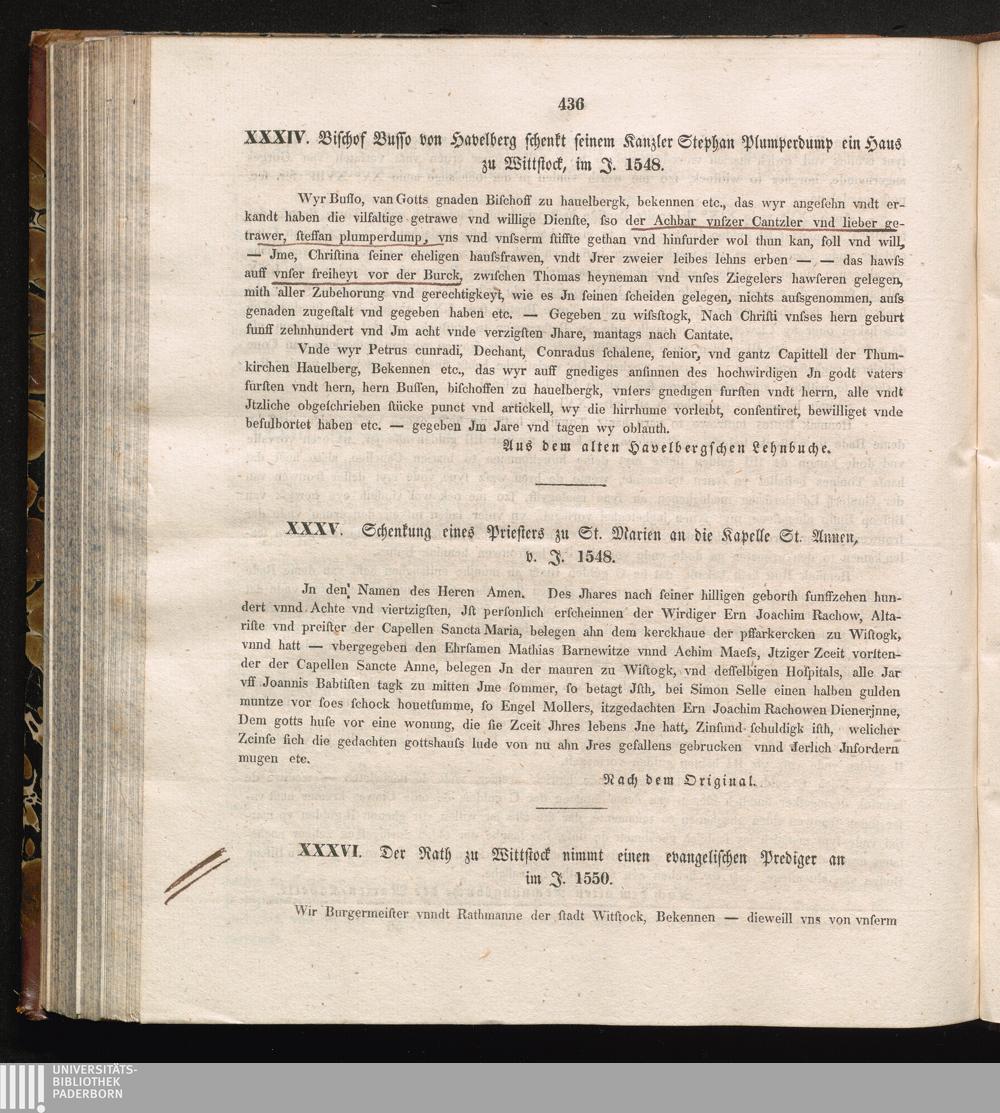 436
XXXIV. Bischof Busso von Havelberg schenkt seinem Kanzler Stephan Plumperdump ein Haus
zu Wittstock, im J. 1548.
Wyr Buſſo, van Gotts gnaden Biſchoff zu hauelbergk, bekennen etc., das wyr angeſehn vndt er-
kandt haben die vilfaltige getrawe vnd willige Dienſte, ſso der Achbar vnſzer Cantzler vnd lieber ge-
trawer, ſteffan plumperdump, vns vnd vnſserm ſtiffte gethan vnd hinfurder wol thun kan, ſoll vnd will,
— Jme, Chriſtina ſeiner eheligen hauſsfrawen, vndt Jrer zweier leibes lehns erben — — das hawſs
auff vnſer freiheyt vor der Burck, zwiſchen Thomas heyneman vnd vnſes Ziegelers hawſeren gelegen,
mith aller Zubehorung vnd gerechtigkeyt, wie es Jn ſeinen ſcheiden gelegen, nichts auſsgenommen, auſs
genaden zugeſtalt vnd gegeben haben etc. — Gegeben zu wiſsſtogk, Nach Chriſti vnſses hern geburt
funff zehnhundert vnd Jm acht vnde verzigſten Jhare, mantags nach Cantate.
Vnde wyr Petrus cunradi, Dechant, Conradus ſchalene, ſenior, vnd gantz Capittell der Thum-
kirchen Hauelberg, Bekennen etc., das wyr auff gnediges anſinnen des hochwirdigen Jn godt vaters
furſten vndt hern, hern Buſſen, biſchoffen zu hauelbergk, vnſers gnedigen furſten vndt herrn, alle vndt
Jtzliche obgeſchrieben ſtücke punct vnd artickell, wy die hirrhume vorleibt, conſentiret, bewilliget vnde
befulbortet haben etc. — gegeben Jm Jare vnd tagen wy oblauth.
Aus dem alten Havelbergschen Lehnbuche.
XXXV. Schenkung eines Priesters zu St. Marien an die Kapelle St. Annen,
v. J. 1548.
Jn den Namen des Heren Amen. Des Jhares nach ſeiner hilligen geborth funffzehen hun-
dert vnnd Achte vnd viertzigſten, Jſt perſonlich erſcheinnen der Wirdiger Ern Joachim Rachow, Alta-
riſte vnd preiſter der Capellen Sancta Maria, belegen ahn dem kerckhaue der pffarkercken zu Wiſtogk,
vnnd hatt — vbergegeben den Ehrſamen Mathias Barnewitze vnnd Achim Maeſs, Jtziger Zceit vorſten-
der der Capellen Sancte Anne, belegen Jn der mauren zu Wiſtogk, vnd deſſelbigen Hoſpitals, alle Jar
vff Joannis Babtiſten tagk zu mitten Jme ſommer, ſo betagt Jſth, bei Simon Selle einen halben gulden
muntze vor ſoes ſchock houetſumme, ſo Engel Mollers, itzgedachten Ern Joachim Rachowen Dienerjnne,
Dem gotts huſe vor eine wonung, die ſie Zceit Jhres lebens Jne hatt, Zinſund ſchuldigk iſth, welicher
Zcinſe ſich die gedachten gottshauſs lude von nu ahn Jres gefallens gebrucken vnnd Jerlich Jnfordern
mugen etc.
Nach dem Original.
XXXVI. Der Rath zu Wittstock nimmt einen evangelischen Prediger an
im J. 1550.
Wir Burgermeiſter vnndt Rathmanne der ſtadt Witſtock, Bekennen — dieweill vns von vnſerm
UNIVERSITÄTS-
BIBLIOTHEK
PADERBORN